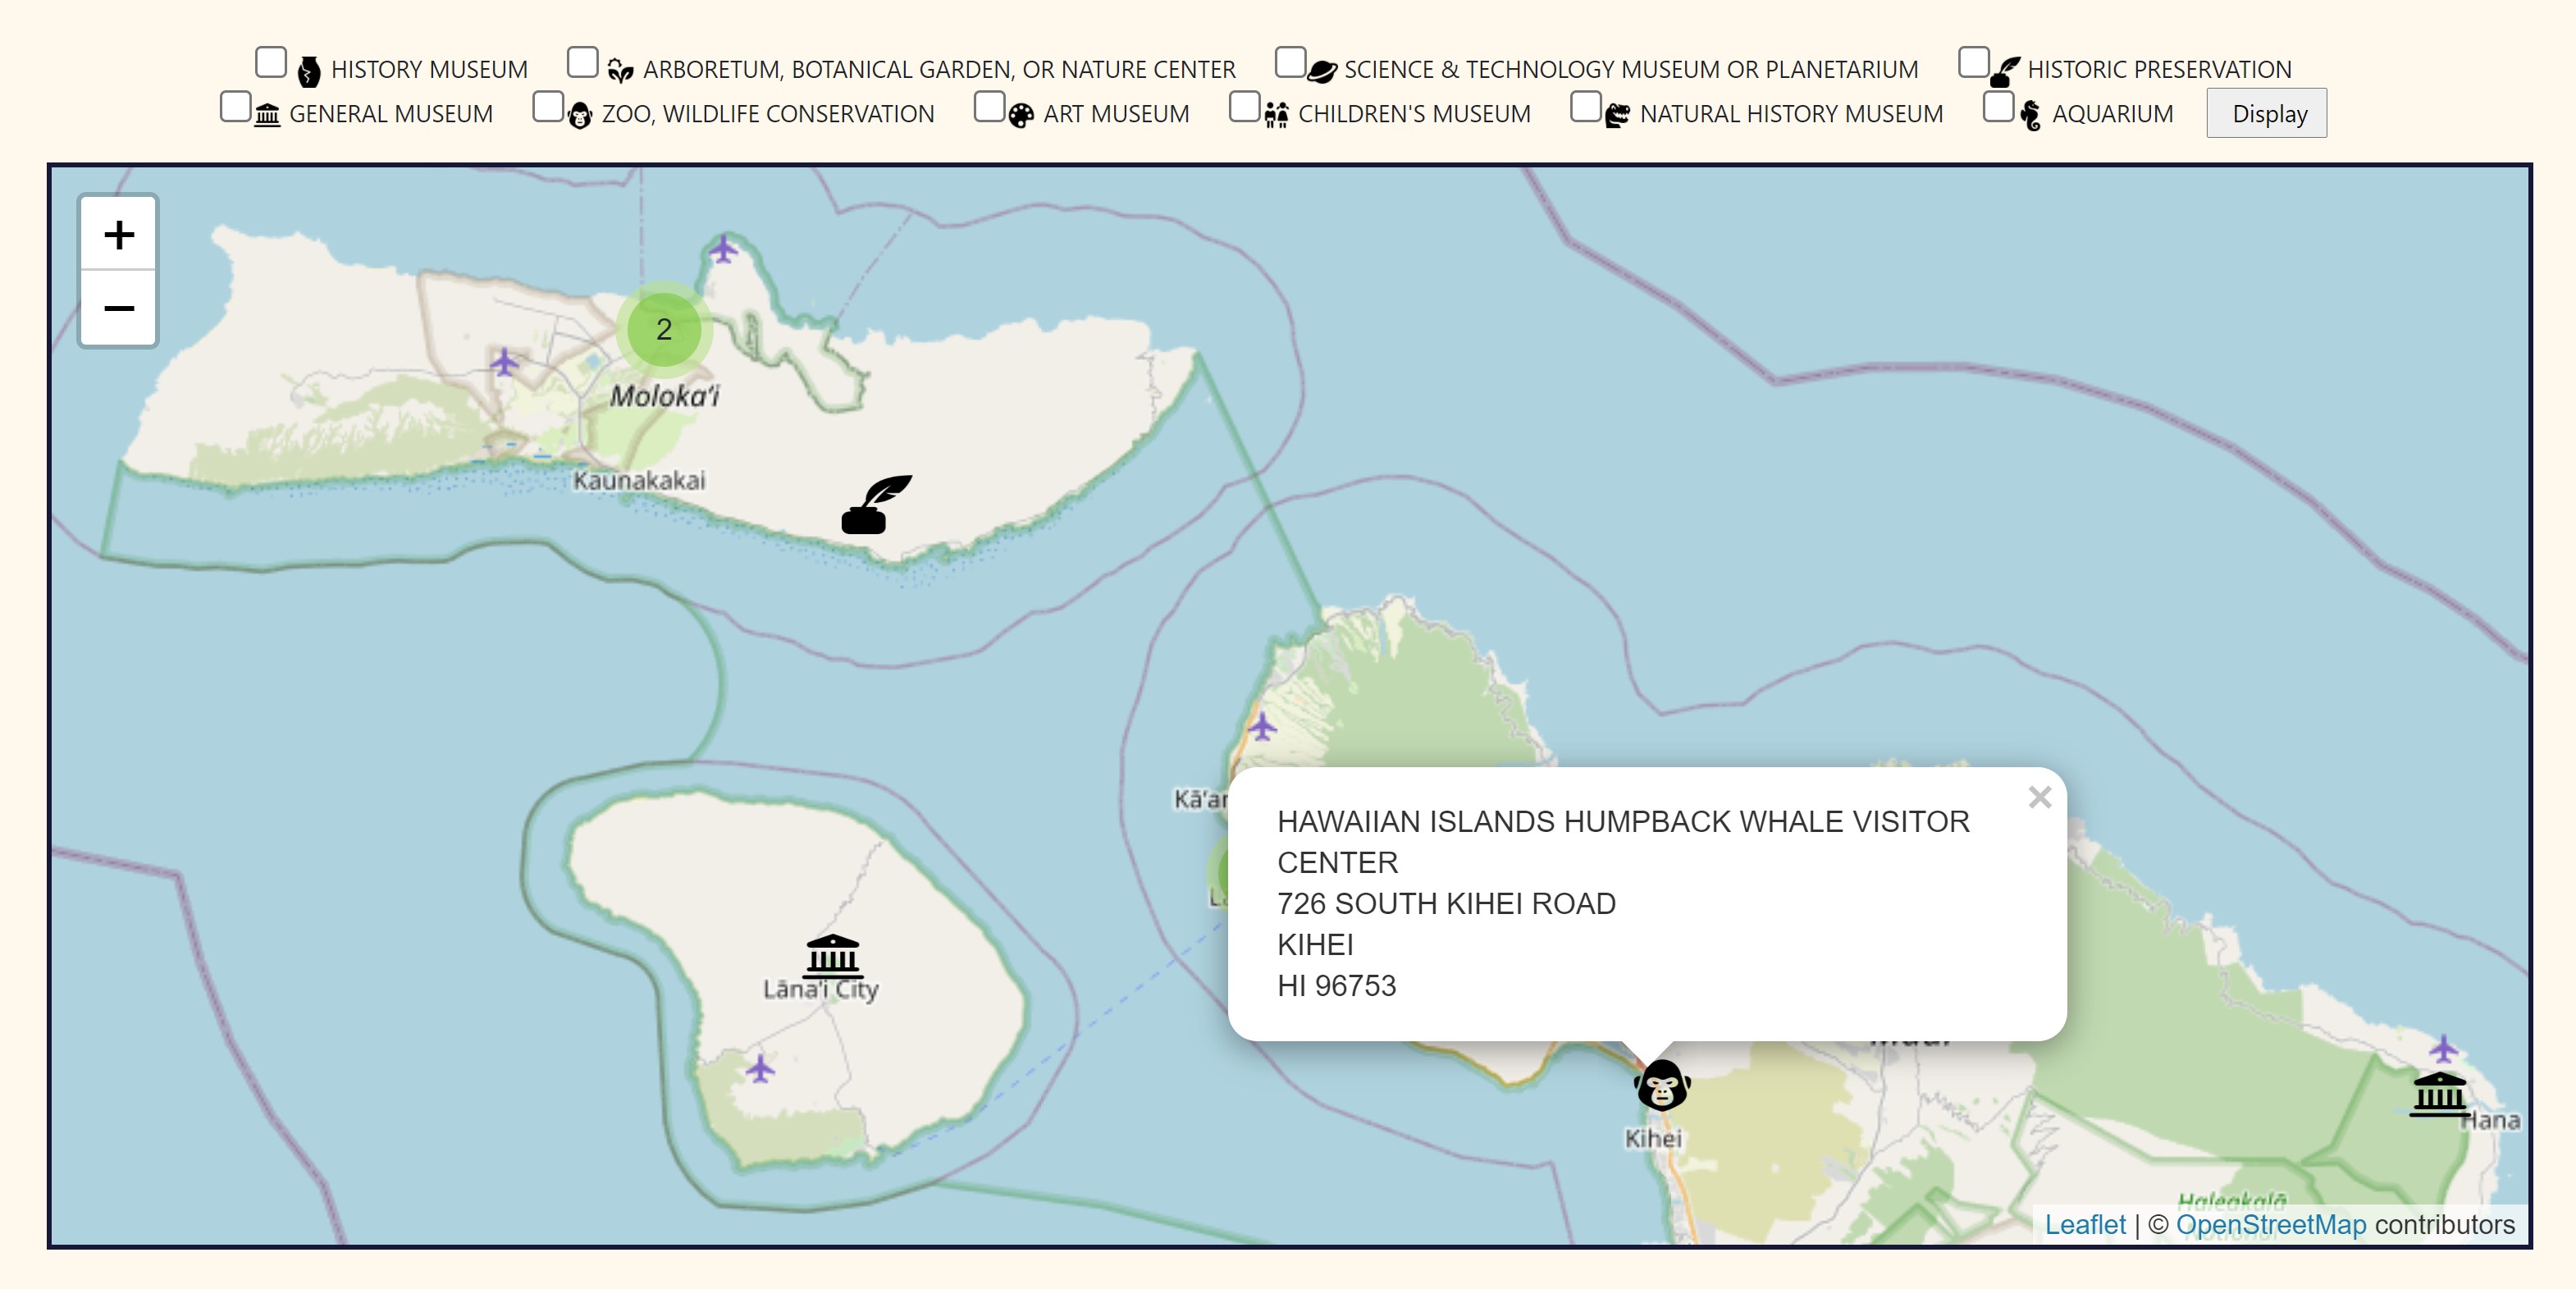 HISTORY MUSEUM
ARBORETUM, BOTANICAL GARDEN, OR NATURE CENTER
SCIENCE & TECHNOLOGY MUSEUM OR PLANETARIUM
HISTORIC PRESERVATION
GENERAL MUSEUM
ZOO, WILDLIFE CONSERVATION
ART MUSEUM
CHILDREN'S MUSEUM
NATURAL HISTORY MUSEUM
AQUARIUM
Display
+
−
2
Moloka‘i
Kaunakakai
HAWAIIAN ISLANDS HUMPBACK WHALE VISITOR
CENTER
726 SOUTH KIHEI ROAD
KIHEI
HI 96753
×
Lāna‘i City
Kihei
Hana
Haleakalā
Leaflet | © OpenStreetMap contributors